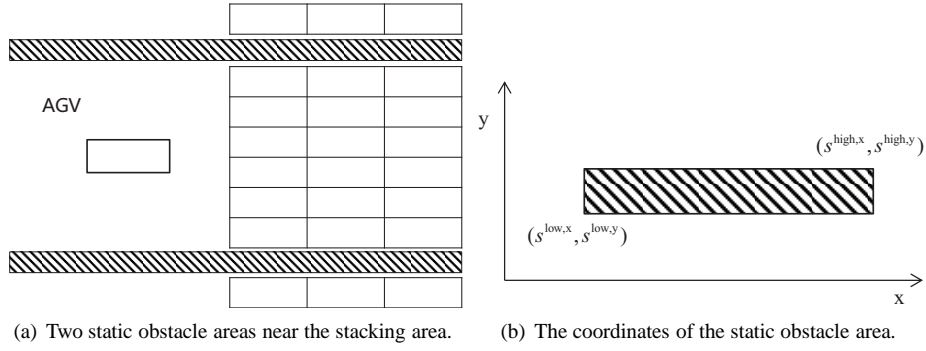 AGV
y
(s^{high,x}, s^{high,y})
(s^{low,x}, s^{low,y})
x
(a) Two static obstacle areas near the stacking area.
(b) The coordinates of the static obstacle area.